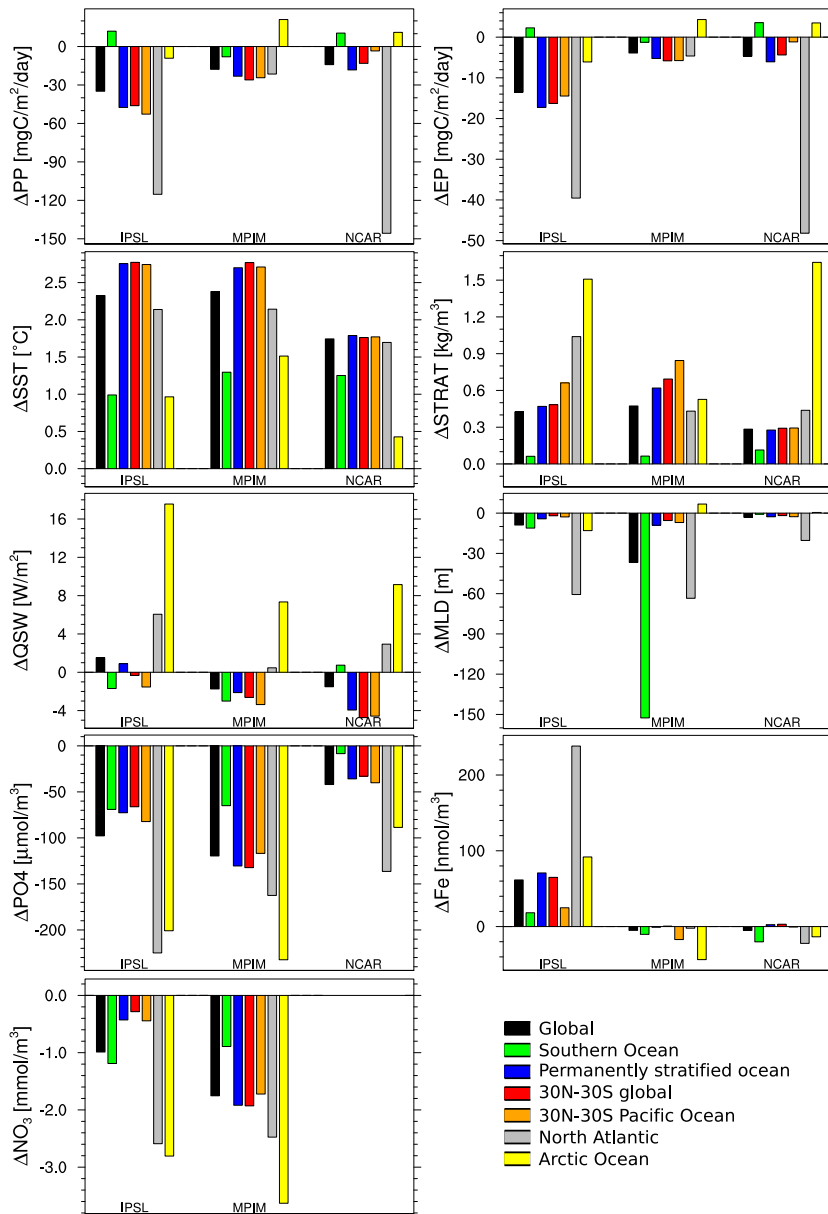 ΔPP [mgC/m²/day]
0
-30
-60
-90
-120
-150
IPSL MPIM NCAR
ΔEP [mgC/m²/day]
0
-10
-20
-30
-40
-50
IPSL MPIM NCAR
ΔSST [°C]
2.5
2.0
1.5
1.0
0.5
0.0
IPSL MPIM NCAR
ΔSTRAT [kg/m³]
1.5
1.2
0.9
0.6
0.3
0.0
IPSL MPIM NCAR
ΔQSW [W/m²]
16
12
8
4
0
-4
IPSL MPIM NCAR
ΔMLD [m]
0
-30
-60
-90
-120
-150
IPSL MPIM NCAR
ΔPO4 [µmol/m³]
0
-50
-100
-150
-200
IPSL MPIM NCAR
ΔFe [nmol/m³]
200
100
0
IPSL MPIM NCAR
ΔNO₃ [mmol/m³]
0.0
-1.0
-2.0
-3.0
IPSL MPIM
Global
Southern Ocean
Permanently stratified ocean
30N-30S global
30N-30S Pacific Ocean
North Atlantic
Arctic Ocean